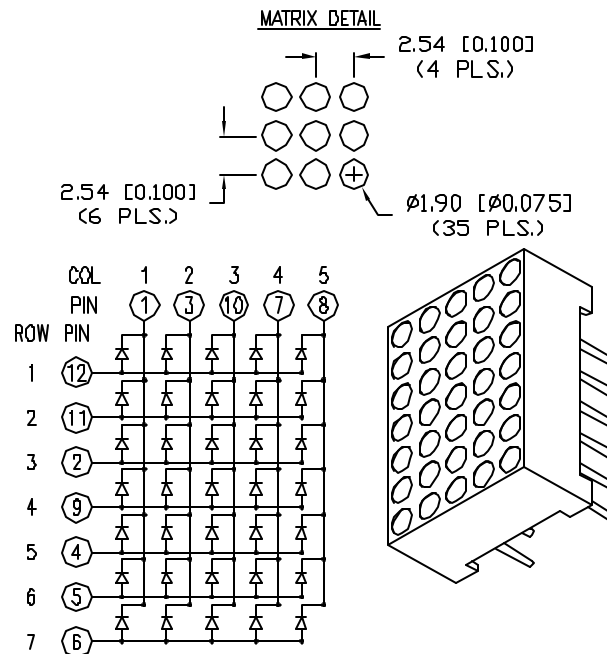 MATRIX DETAIL
2.54 [0.100]
(4 PLS.)
2.54 [0.100]
(6 PLS.)
ø1.90 [ø0.075]
(35 PLS.)
COL 1 2 3 4 5
PIN 1 3 10 7 8
ROW PIN
1 12
2 11
3 2
4 9
5 4
6 5
7 6